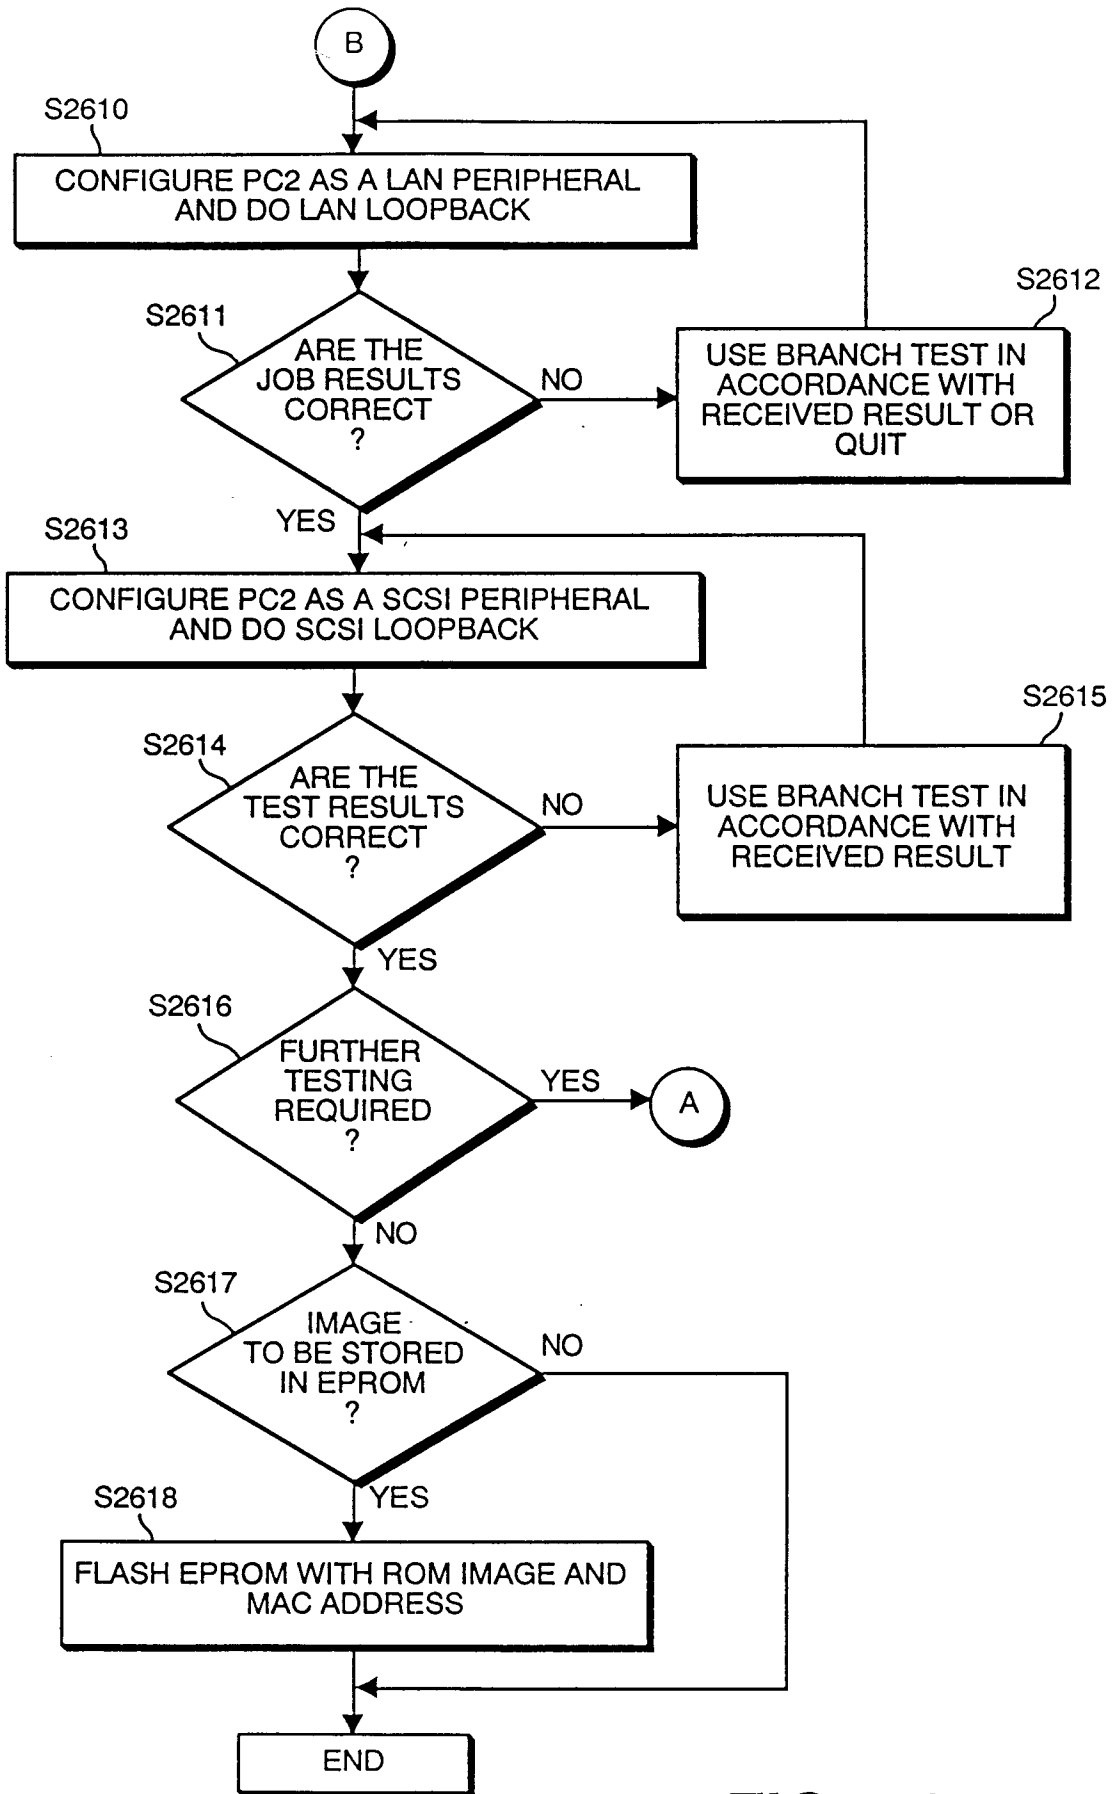 B
S2610
CONFIGURE PC2 AS A LAN PERIPHERAL
AND DO LAN LOOPBACK
S2611
ARE THE
JOB RESULTS
CORRECT
?
NO
S2612
USE BRANCH TEST IN
ACCORDANCE WITH
RECEIVED RESULT OR
QUIT
YES
S2613
CONFIGURE PC2 AS A SCSI PERIPHERAL
AND DO SCSI LOOPBACK
S2614
ARE THE
TEST RESULTS
CORRECT
?
NO
S2615
USE BRANCH TEST IN
ACCORDANCE WITH
RECEIVED RESULT
YES
S2616
FURTHER
TESTING
REQUIRED
?
YES
A
NO
S2617
IMAGE
TO BE STORED
IN EPROM
?
NO
YES
S2618
FLASH EPROM WITH ROM IMAGE AND
MAC ADDRESS
END